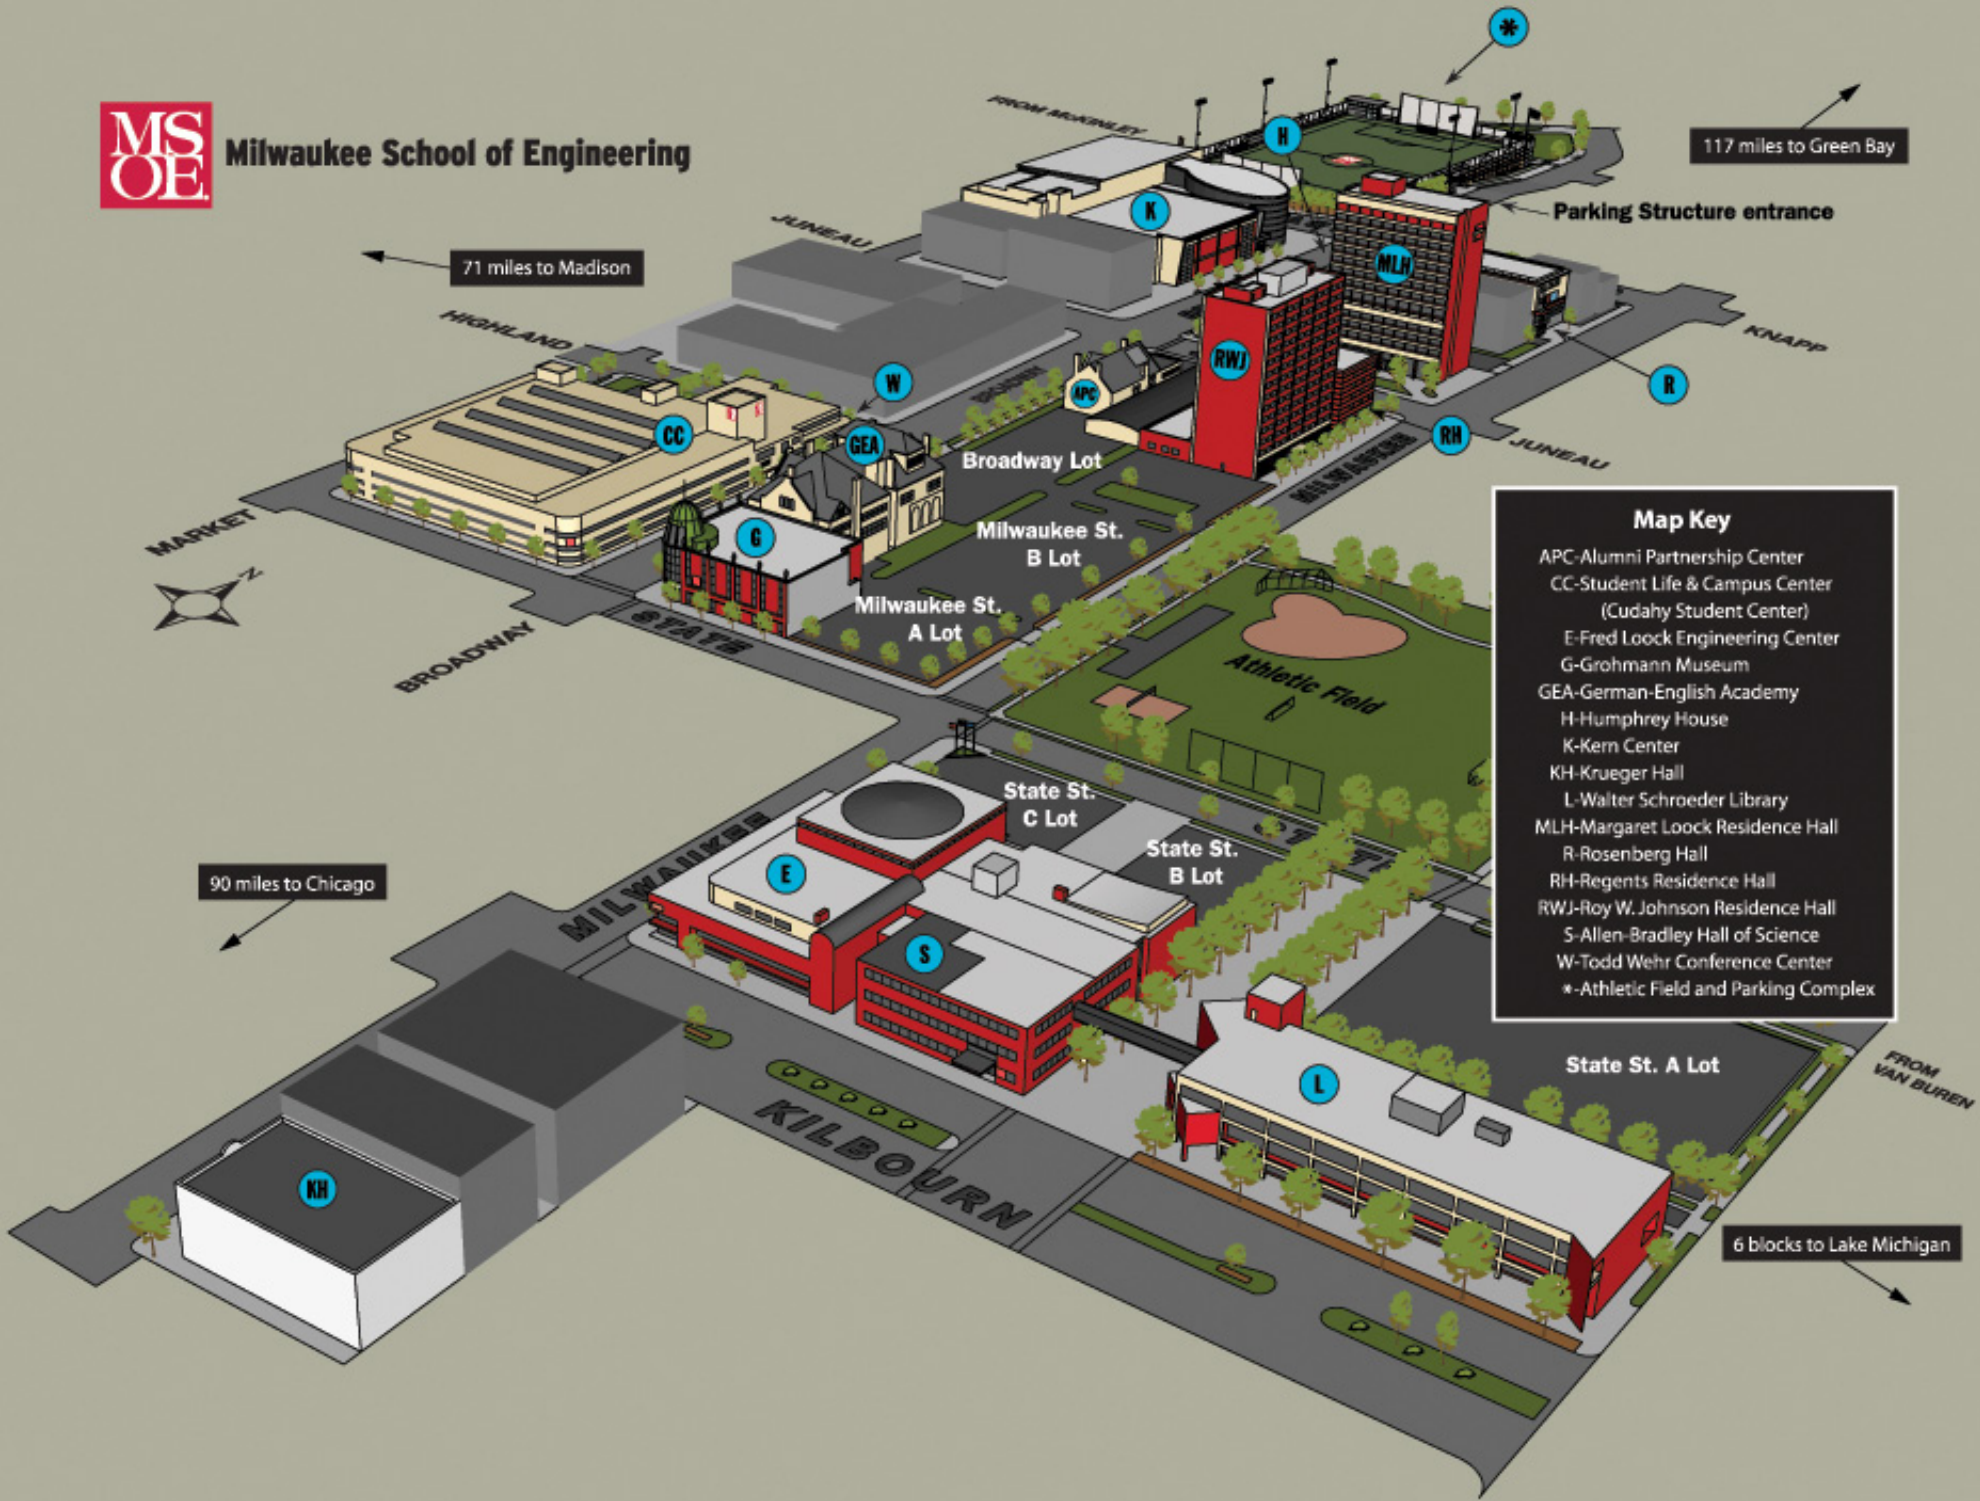 MS
OE
Milwaukee School of Engineering
*
FROM McKINLEY
H
117 miles to Green Bay
K
Parking Structure entrance
JUNEAU
71 miles to Madison
MLH
HIGHLAND
KNAPP
RWJ
W
R
BROADWAY
APC
CC
GEA
RH
JUNEAU
Broadway Lot
MILWAUKEE
MARKET
G
Milwaukee St.
B Lot
N
Milwaukee St.
A Lot
STATE
BROADWAY
Athletic Field
Map Key
APC-Alumni Partnership Center
CC-Student Life & Campus Center
(Cudahy Student Center)
E-Fred Loock Engineering Center
G-Grohmann Museum
GEA-German-English Academy
H-Humphrey House
K-Kern Center
KH-Krueger Hall
L-Walter Schroeder Library
MLH-Margaret Loock Residence Hall
R-Rosenberg Hall
RH-Regents Residence Hall
RWJ-Roy W. Johnson Residence Hall
S-Allen-Bradley Hall of Science
W-Todd Wehr Conference Center
*-Athletic Field and Parking Complex
State St.
C Lot
State St.
B Lot
MILWAUKEE
E
90 miles to Chicago
S
State St. A Lot
FROM
VAN BUREN
L
KILBOURN
KH
6 blocks to Lake Michigan